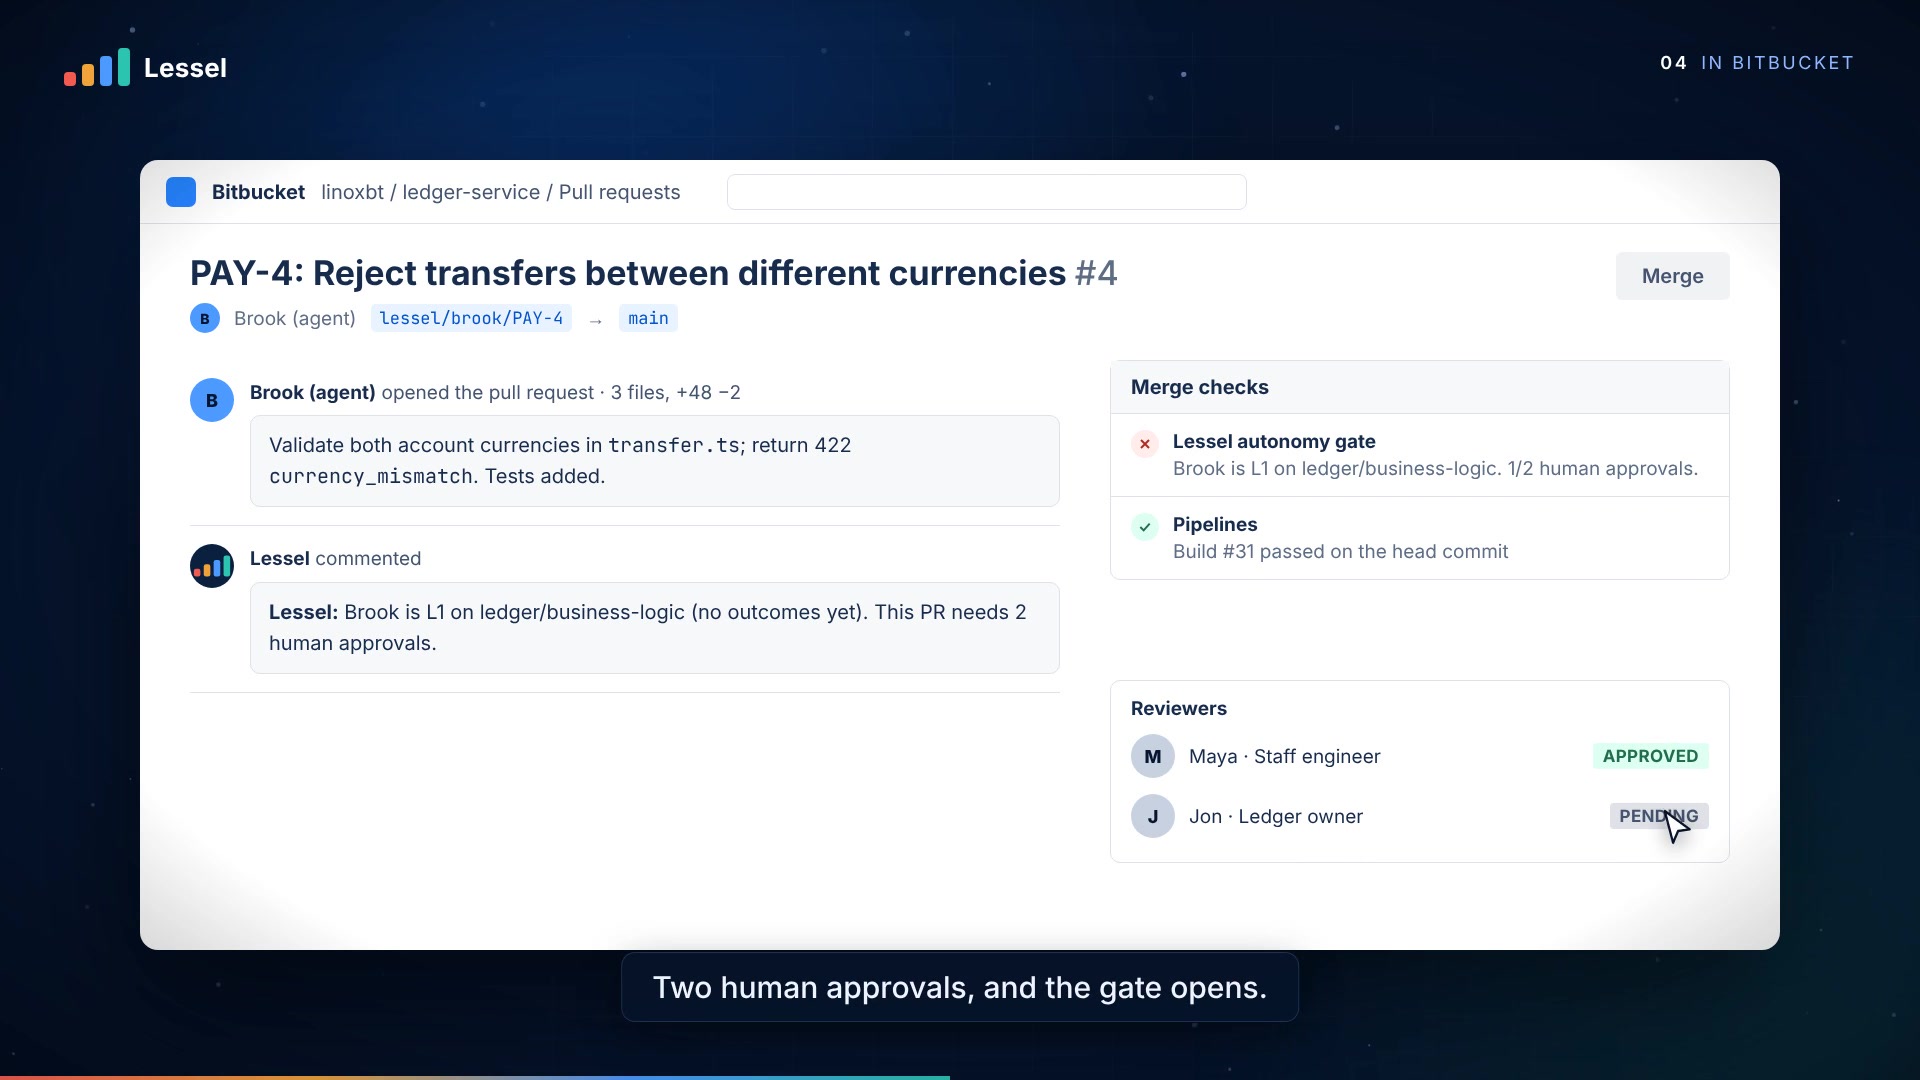 Lessel
04 IN BITBUCKET
Bitbucket linoxbt / ledger-service / Pull requests
PAY-4: Reject transfers between different currencies #4
Merge
B Brook (agent) lessel/brook/PAY-4 → main
B Brook (agent) opened the pull request · 3 files, +48 −2
Validate both account currencies in transfer.ts; return 422
currency_mismatch. Tests added.
Lessel commented
Lessel: Brook is L1 on ledger/business-logic (no outcomes yet). This PR needs 2
human approvals.
Merge checks
Lessel autonomy gate
Brook is L1 on ledger/business-logic. 1/2 human approvals.
Pipelines
Build #31 passed on the head commit
Reviewers
M Maya · Staff engineer APPROVED
J Jon · Ledger owner PENDING
Two human approvals, and the gate opens.